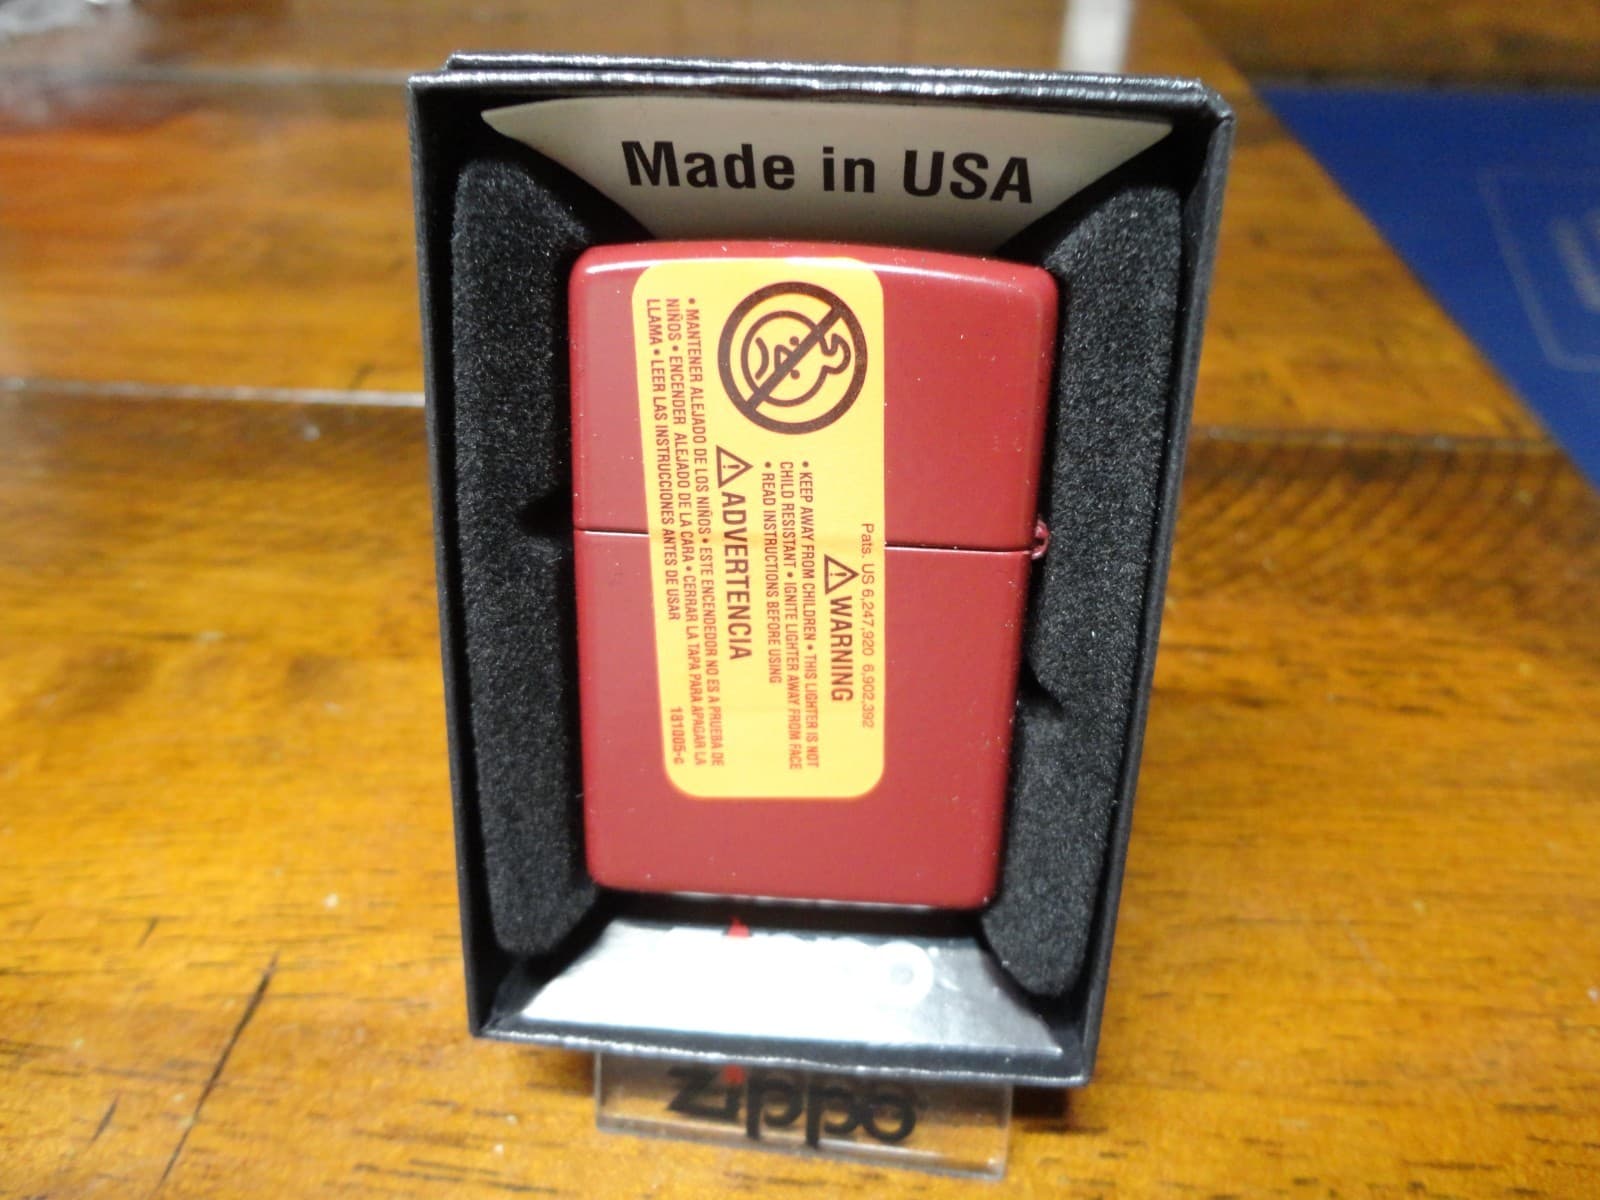 Made in USA
Pats. US 6,247,920 6,902,392
WARNING
• KEEP AWAY FROM CHILDREN • THIS LIGHTER IS NOT
CHILD RESISTANT • IGNITE LIGHTER AWAY FROM FACE
• READ INSTRUCTIONS BEFORE USING
ADVERTENCIA
• MANTENER ALEJADO DE LOS NIÑOS • ESTE ENCENDEDOR NO ES A PRUEBA DE
NIÑOS • ENCENDER ALEJADO DE LA CARA • CERRAR LA TAPA PARA APAGAR LA
LLAMA • LEER LAS INSTRUCCIONES ANTES DE USAR
181005-c
zippo